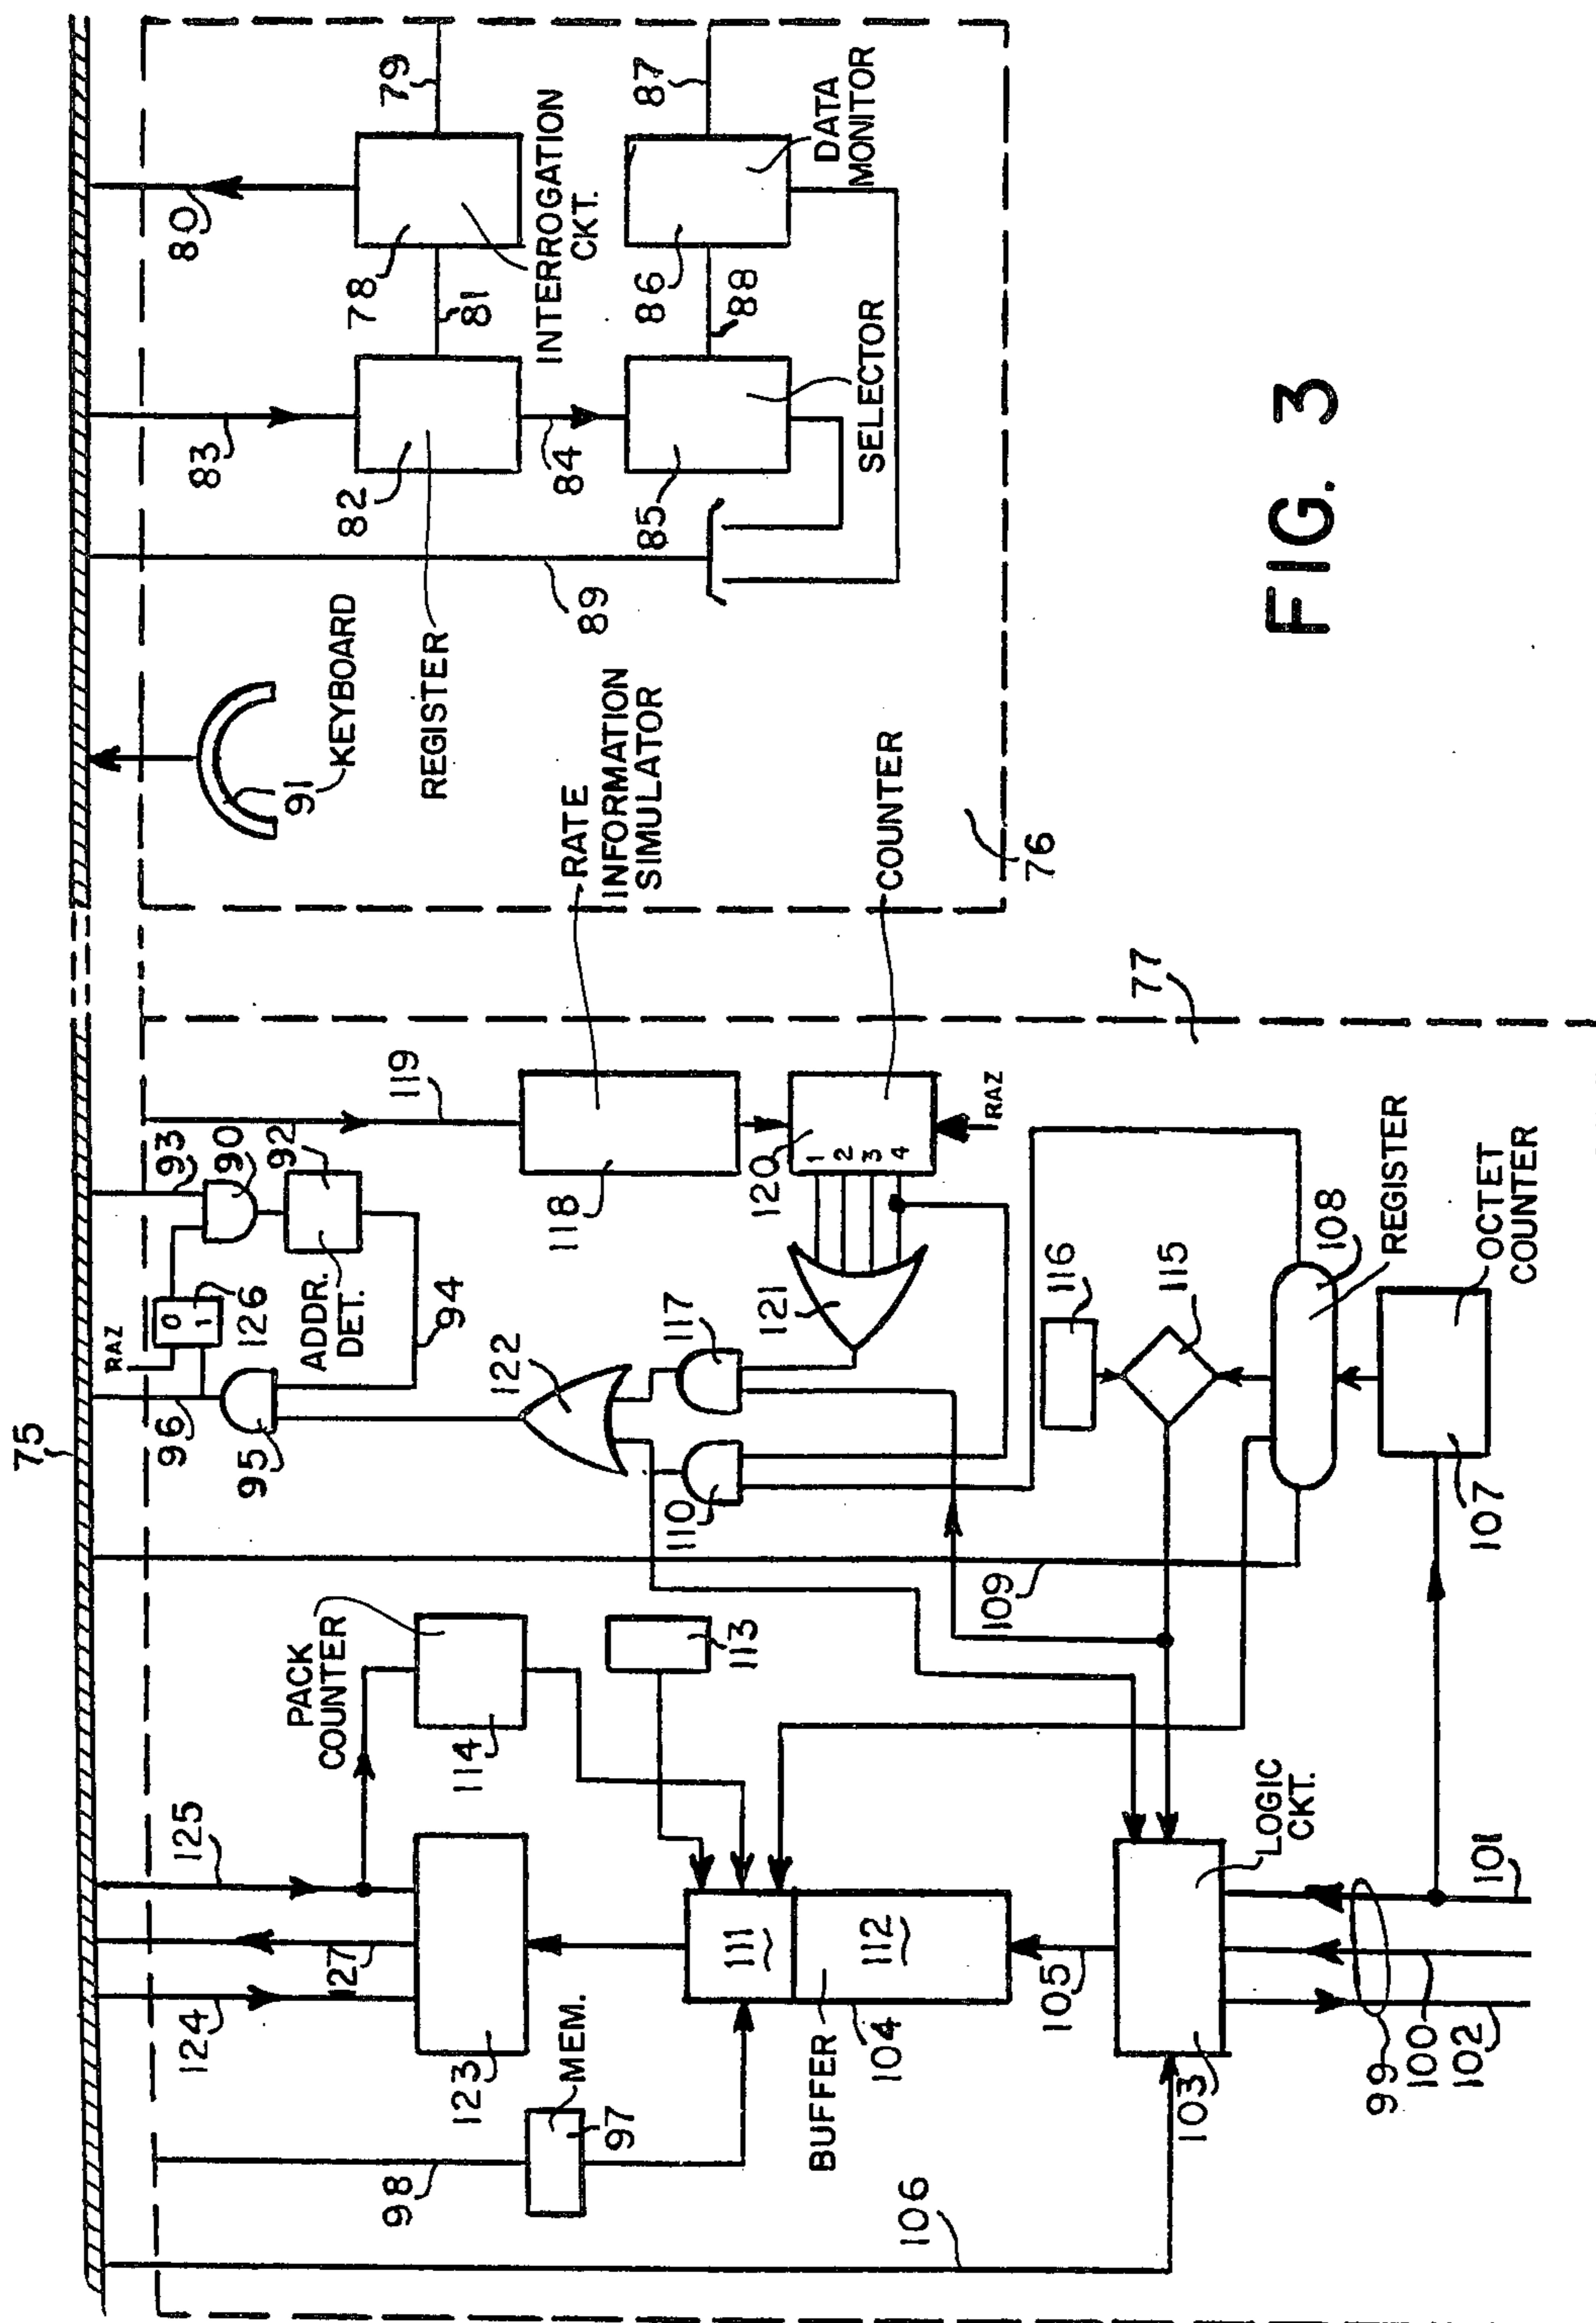 75
80
79
78
81
INTERROGATION
CKT.
83
82
84
REGISTER
87
86
88
DATA
MONITOR
85
SELECTOR
89
91
KEYBOARD
76
RATE
INFORMATION
SIMULATOR
COUNTER
77
119
118
120
1
2
3
4
RAZ
93
90
92
ADDR.
DET.
94
126
0
1
RAZ
96
95
121
122
117
110
116
115
108
REGISTER
OCTET
COUNTER
107
109
PACK
COUNTER
114
113
125
127
124
123
MEM.
97
98
111
112
BUFFER
104
105
LOGIC
CKT.
103
106
101
99
100
102
FIG. 3